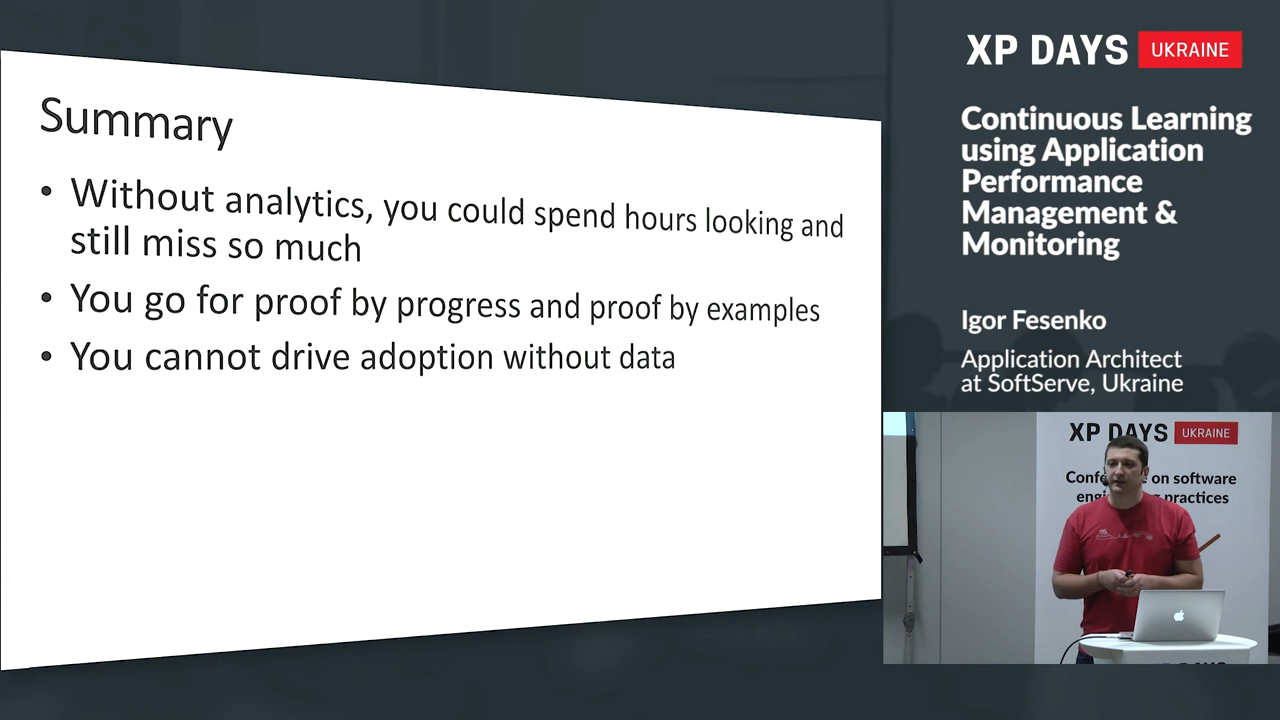 Summary
• Without analytics, you could spend hours looking and
still miss so much
• You go for proof by progress and proof by examples
• You cannot drive adoption without data
XP DAYS UKRAINE
Continuous Learning
using Application
Performance
Management &
Monitoring
Igor Fesenko
Application Architect
at SoftServe, Ukraine
XP DAYS UKRAINE
on software
practices